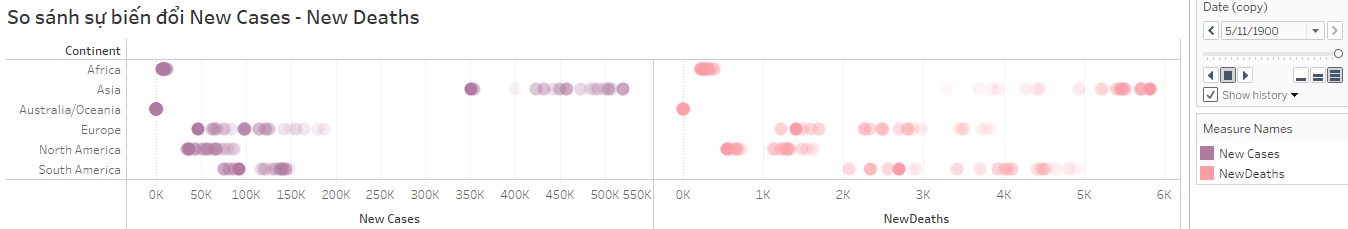 So sánh sự biến đổi New Cases - New Deaths
Continent
Africa
Asia
Australia/Oceania
Europe
North America
South America
0K 50K 100K 150K 200K 250K 300K 350K 400K 450K 500K 550K
New Cases
0K 1K 2K 3K 4K 5K 6K
NewDeaths
Date (copy)
5/11/1900
Show history
Measure Names
New Cases
NewDeaths